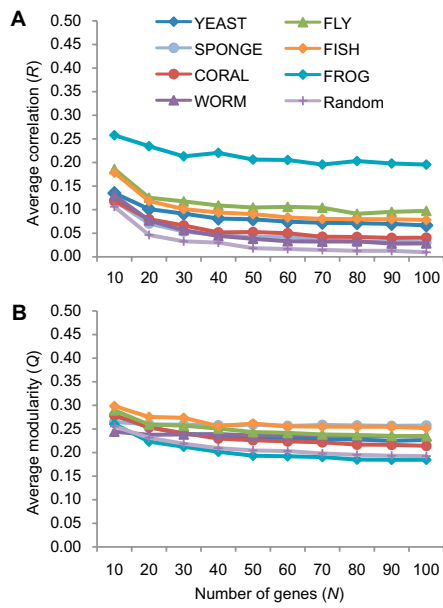 A
Average correlation (R)
0.50
0.45
0.40
0.35
0.30
0.25
0.20
0.15
0.10
0.05
0.00
YEAST
FLY
SPONGE
FISH
CORAL
FROG
WORM
Random
10 20 30 40 50 60 70 80 90 100
B
Average modularity (Q)
0.50
0.45
0.40
0.35
0.30
0.25
0.20
0.15
0.10
0.05
0.00
10 20 30 40 50 60 70 80 90 100
Number of genes (N)